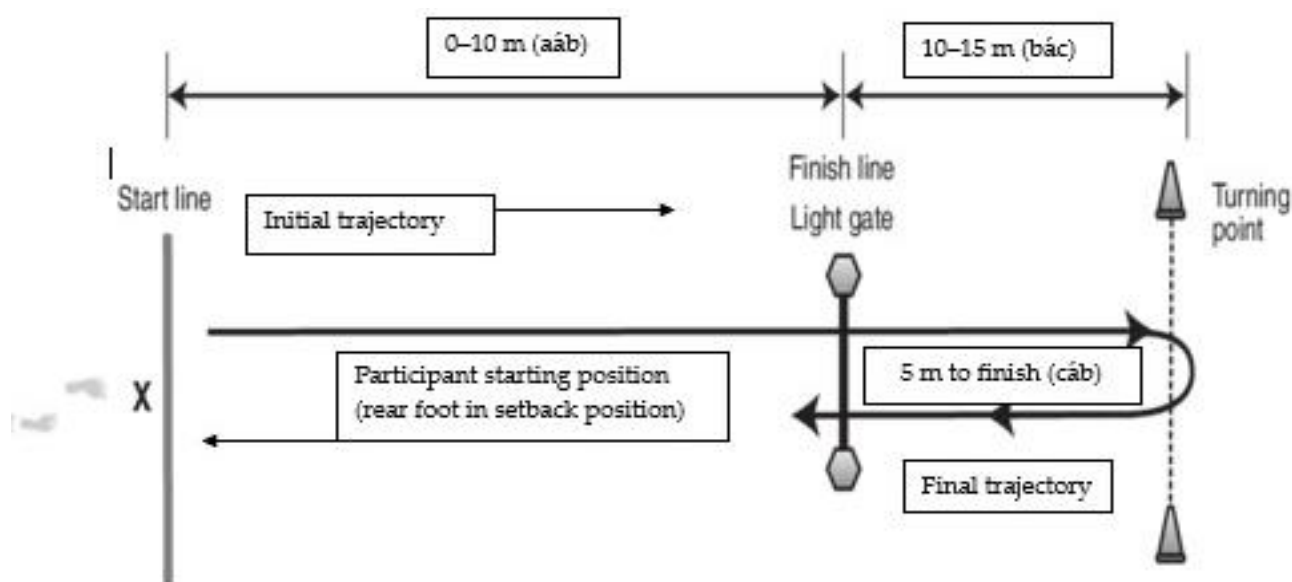 0–10 m (aáb)
10–15 m (bác)
Start line
Initial trajectory
Finish line
Light gate
Turning
point
X
Participant starting position
(rear foot in setback position)
5 m to finish (cáb)
Final trajectory